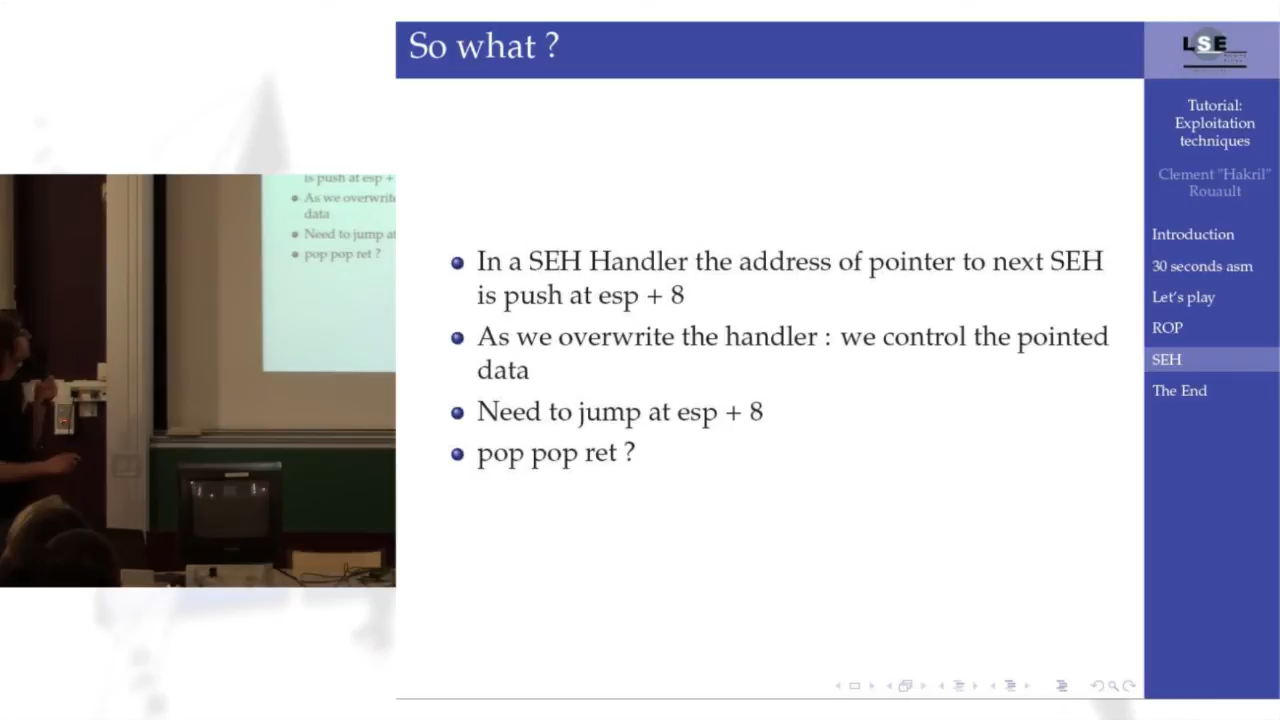 So what ?
In a SEH Handler the address of pointer to next SEH
is push at esp + 8
As we overwrite the handler : we control the pointed
data
Need to jump at esp + 8
pop pop ret ?
LSE
Tutorial:
Exploitation
techniques
Clement "Hakril"
Rouault
Introduction
30 seconds asm
Let's play
ROP
SEH
The End
is push at esp +
As we overwrite
data
Need to jump at
pop pop ret ?